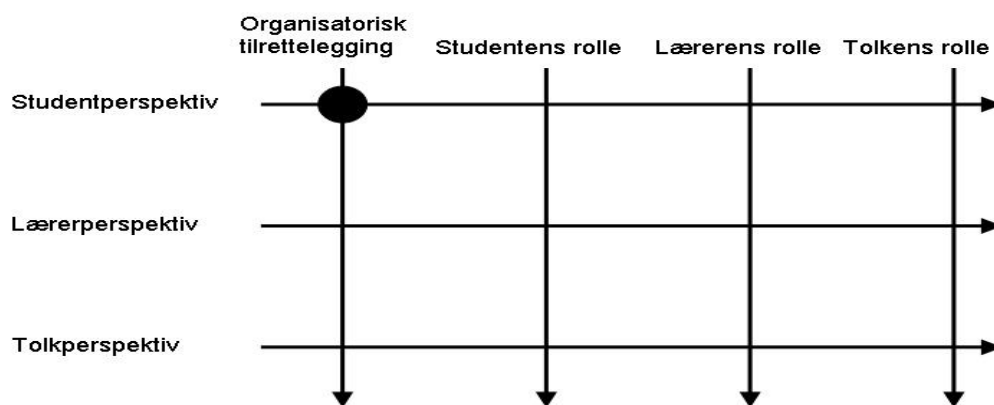 Organisatorisk
tilrettelegging
Studentens rolle
Lærerens rolle
Tolkens rolle
Studentperspektiv
Lærerperspektiv
Tolkperspektiv